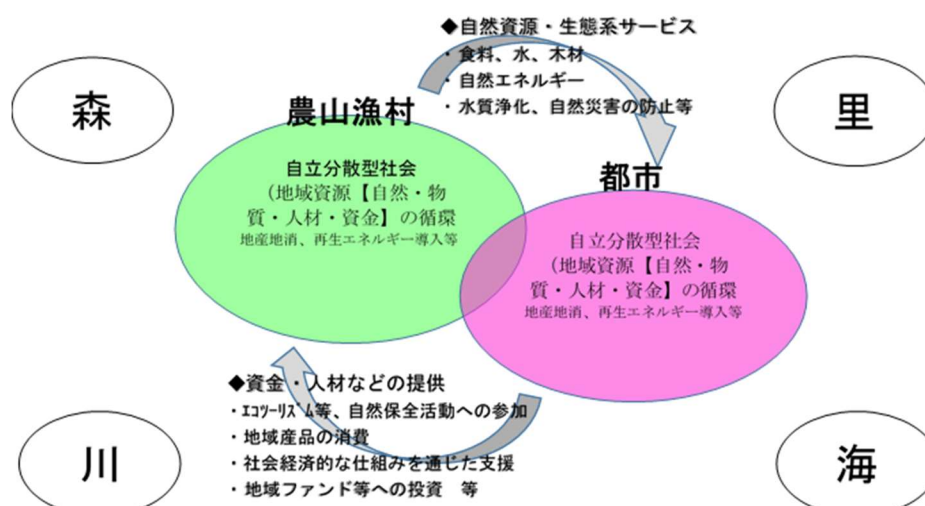 ◆自然資源・生態系サービス
・食料、水、木材
・自然エネルギー
・水質浄化、自然災害の防止等
森
里
農山漁村
自立分散型社会
（地域資源【自然・物
質・人材・資金】の循環
地産地消、再生エネルギー導入等
都市
自立分散型社会
（地域資源【自然・物
質・人材・資金】の循環
地産地消、再生エネルギー導入等
◆資金・人材などの提供
・ｴｺﾂｰﾘｽﾞﾑ等、自然保全活動への参加
・地域産品の消費
・社会経済的な仕組みを通じた支援
・地域ファンド等への投資　等
川
海